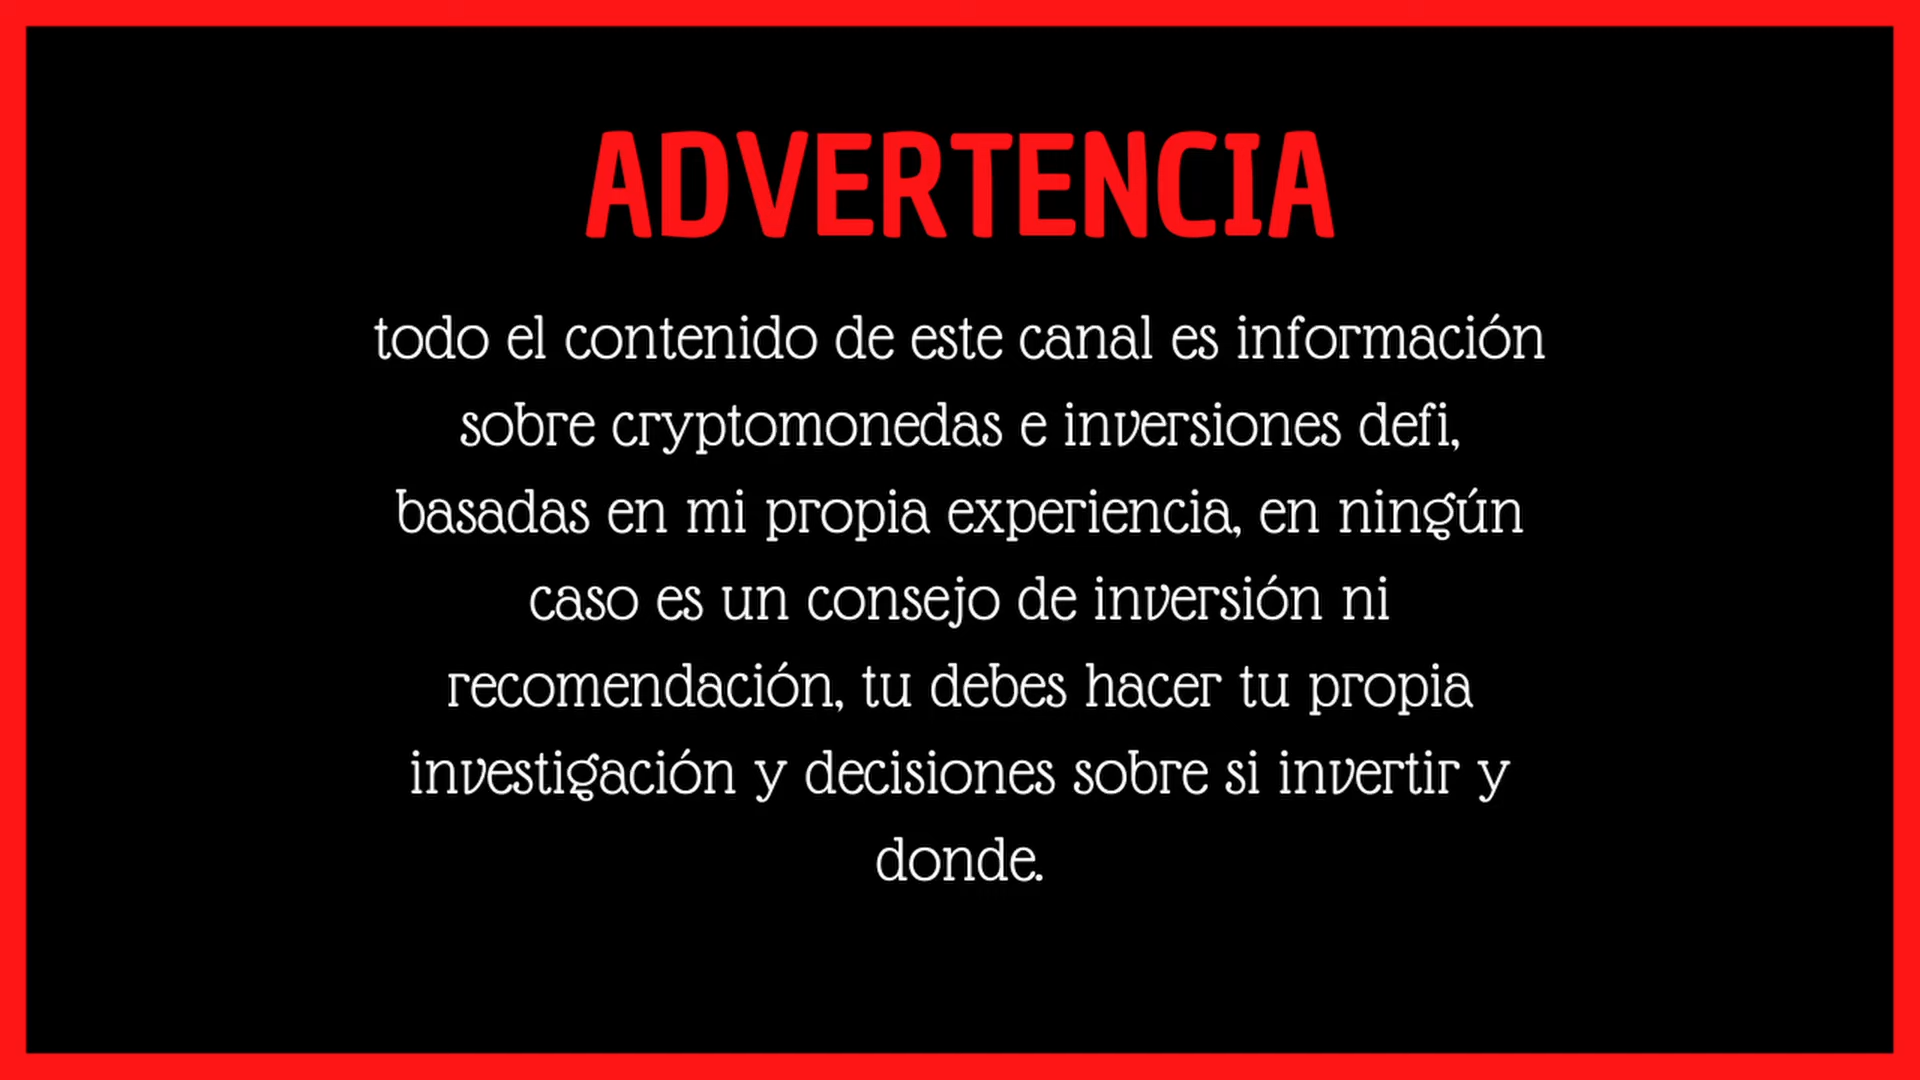 ADVERTENCIA
todo el contenido de este canal es información
sobre cryptomonedas e inversiones defi,
basadas en mi propia experiencia, en ningún
caso es un consejo de inversión ni
recomendación, tu debes hacer tu propia
investigación y decisiones sobre si invertir y
donde.